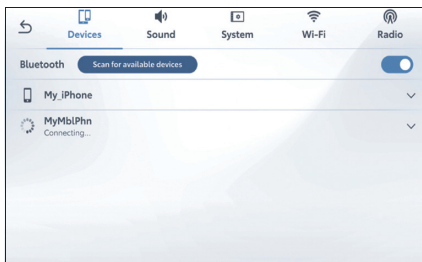 Devices
Sound
System
Wi-Fi
Radio
Bluetooth
Scan for available devices
My_iPhone
MyMblPhn
Connecting...